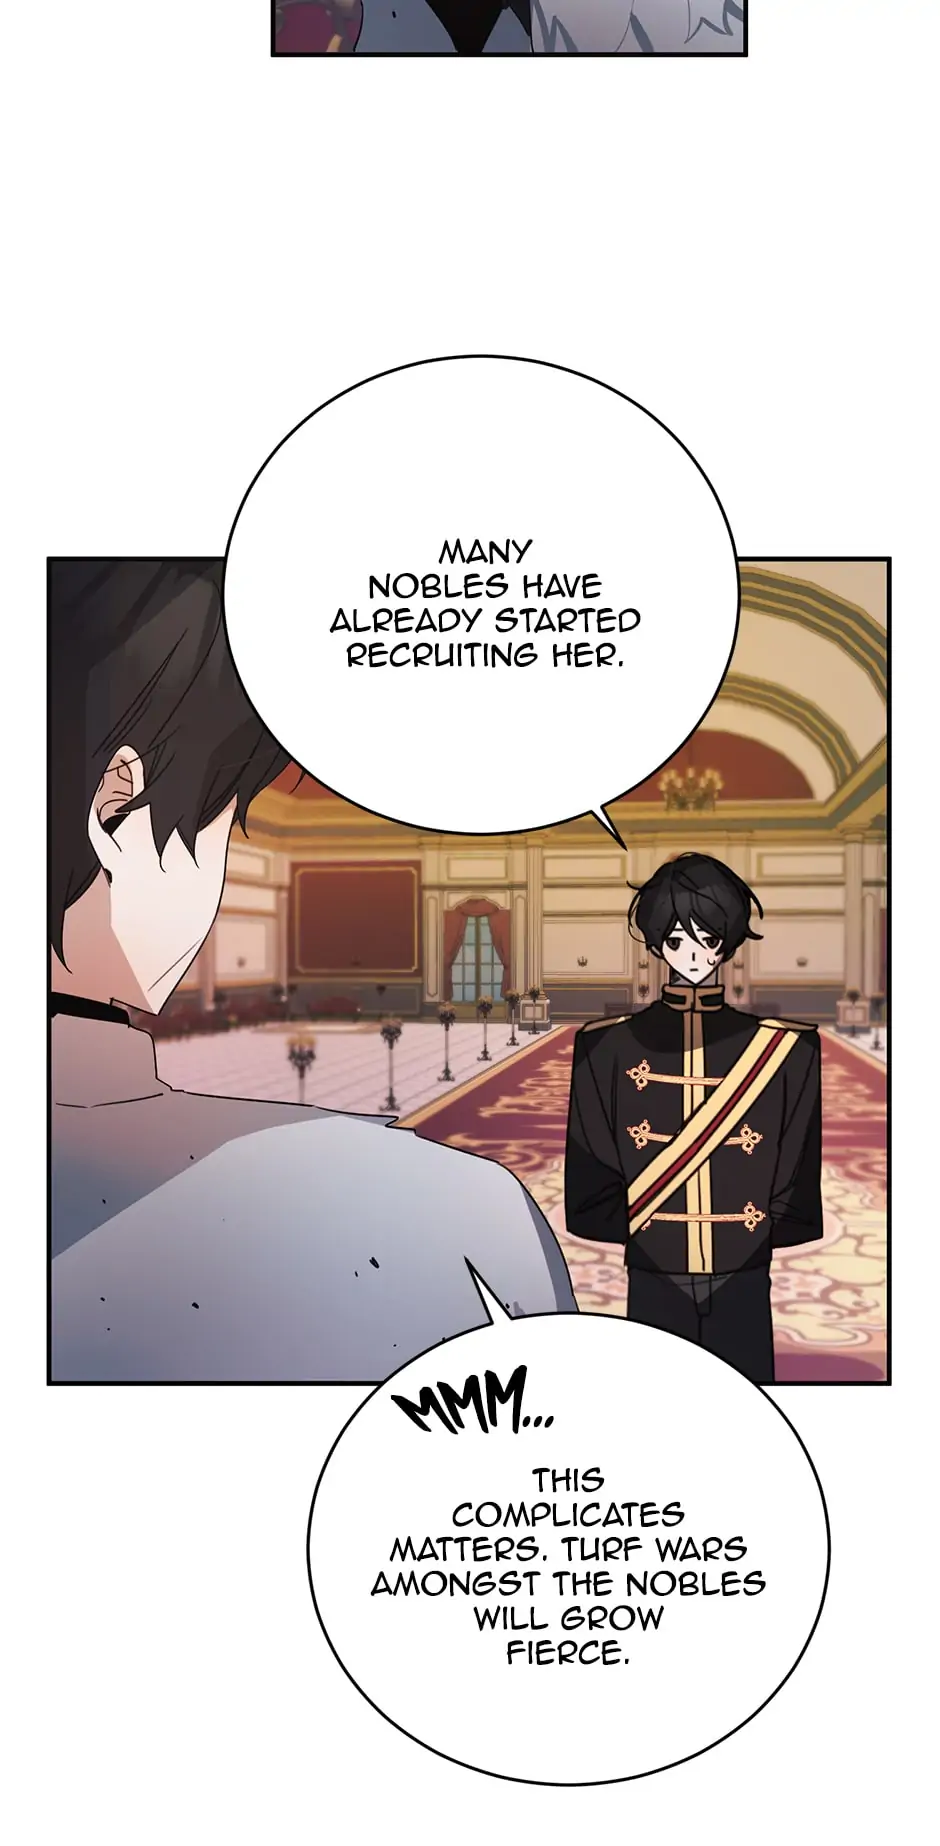 MANY
NOBLES HAVE
ALREADY STARTED
RECRUITING HER.
MMM...
THIS
COMPLICATES
MATTERS. TURF WARS
AMONGST THE NOBLES
WILL GROW
FIERCE.